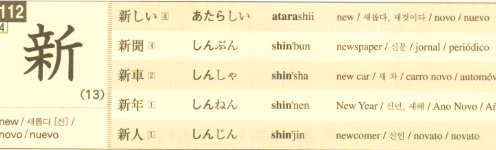 112
4
新
(13)
new / 새롭다 [신] /
novo / nuevo
新しい 4 あたらしい atarashii new / 새롭다, 새것이다 / novo / nuevo
新聞 4 しんぶん shin'bun newspaper / 신문 / jornal / periódico
新車 2 しんしゃ shin'sha new car / 새 차 / carro novo /
新年 1 しんねん shin'nen New Year / 신년, 새해 / Ano Novo /
新人 1 しんじん shin'jin newcomer / 신인 / novato / novato